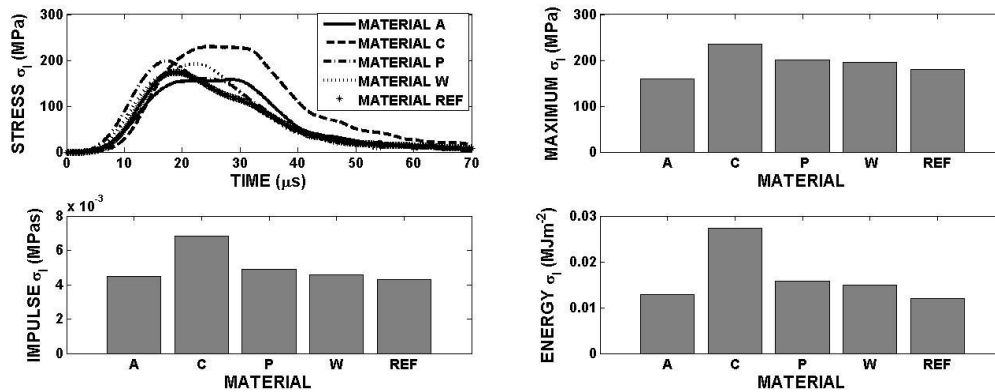 STRESS σI (MPa)
300
200
100
0
0 10 20 30 40 50 60 70
TIME (μs)
MATERIAL A
MATERIAL C
MATERIAL P
MATERIAL W
MATERIAL REF
MAXIMUM σI (MPa)
300
200
100
0
A C P W REF
MATERIAL
IMPULSE σI (MPas)
x 10⁻³
8
6
4
2
0
A C P W REF
MATERIAL
ENERGY σI (MJm⁻²)
0.03
0.02
0.01
0
A C P W REF
MATERIAL